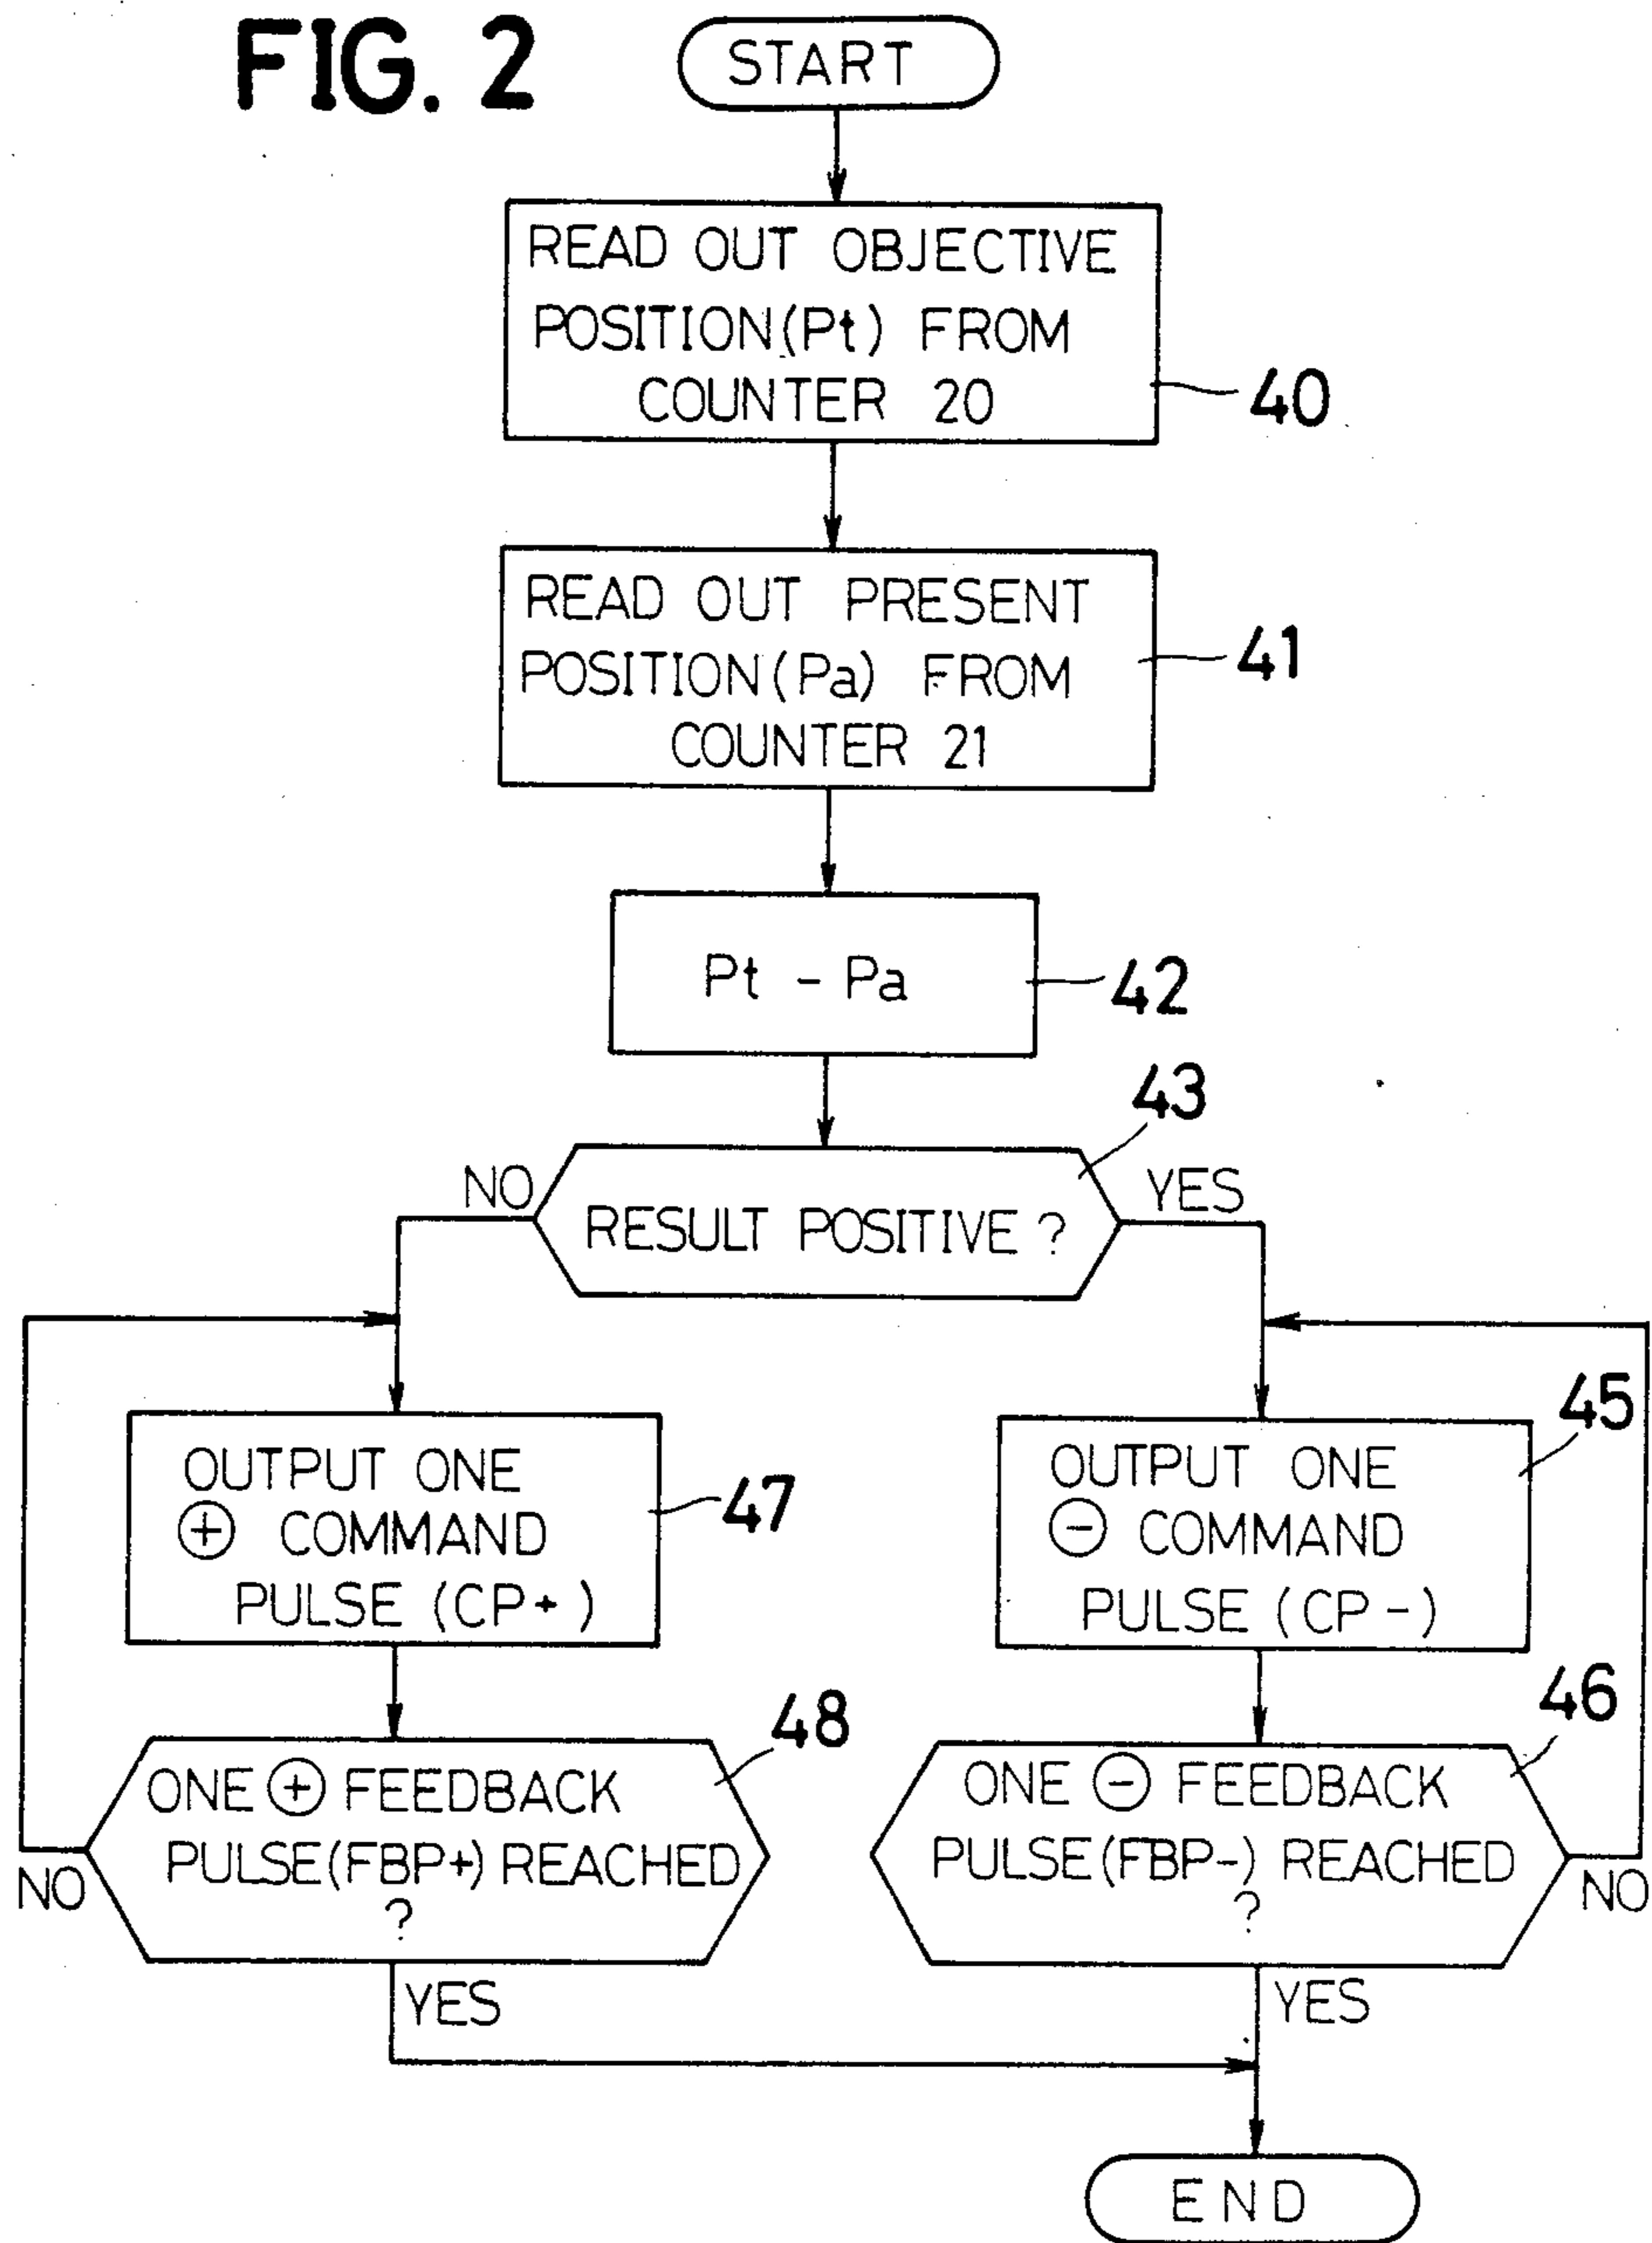 FIG. 2
START
READ OUT OBJECTIVE
POSITION(Pt) FROM
COUNTER 20
40
READ OUT PRESENT
POSITION(Pa) FROM
COUNTER 21
41
Pt - Pa
42
43
NO
YES
RESULT POSITIVE ?
OUTPUT ONE
⊕ COMMAND
PULSE (CP+)
47
45
OUTPUT ONE
⊖ COMMAND
PULSE (CP-)
48
ONE ⊕ FEEDBACK
PULSE(FBP+) REACHED
?
NO
YES
46
ONE ⊖ FEEDBACK
PULSE(FBP-) REACHED
?
NO
YES
END